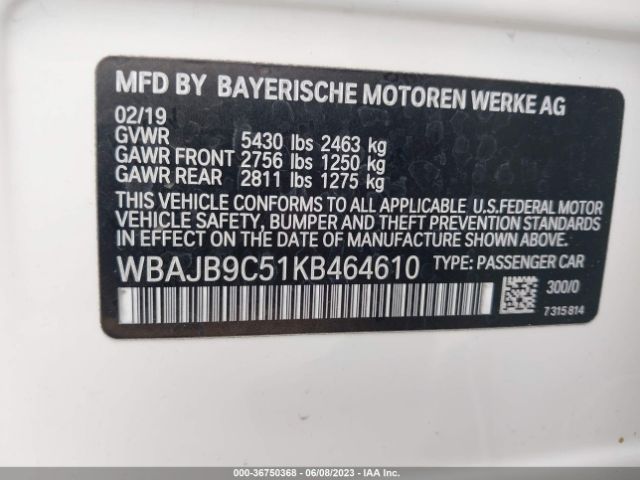 MFD BY BAYERISCHE MOTOREN WERKE AG
02/19
GVWR 5430 lbs 2463 kg
GAWR FRONT 2756 lbs 1250 kg
GAWR REAR 2811 lbs 1275 kg
THIS VEHICLE CONFORMS TO ALL APPLICABLE U.S.FEDERAL MOTOR
VEHICLE SAFETY, BUMPER AND THEFT PREVENTION STANDARDS
IN EFFECT ON THE DATE OF MANUFACTURE SHOWN ABOVE.
WBAJB9C51KB464610 TYPE: PASSENGER CAR
300/0
7315814
000-36750368 - 06/08/2023 - IAA Inc.